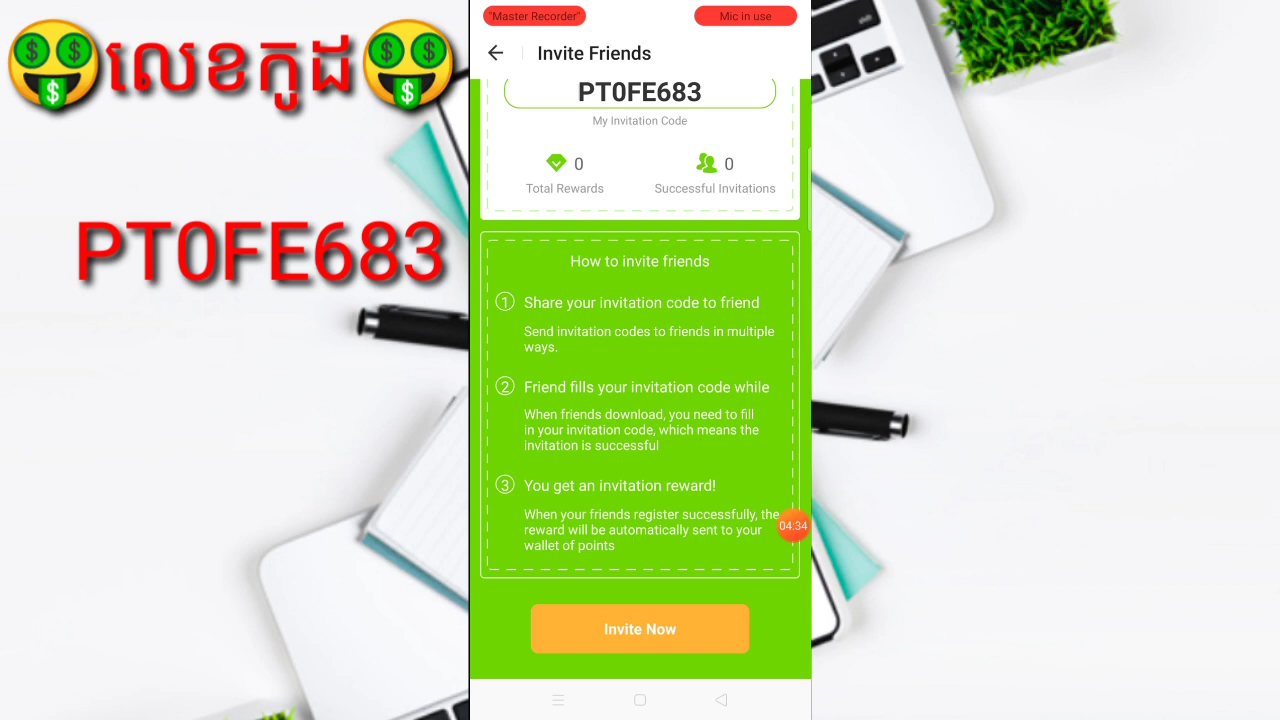 លេខកូដ
PT0FE683
"Master Recorder"
Mic in use
Invite Friends
PT0FE683
My Invitation Code
0
0
Total Rewards
Successful Invitations
How to invite friends
1 Share your invitation code to friend
Send invitation codes to friends in multiple
ways.
2 Friend fills your invitation code while
When friends download, you need to fill
in your invitation code, which means the
invitation is successful
3 You get an invitation reward!
When your friends register successfully, the
reward will be automatically sent to your
wallet of points
04:34
Invite Now